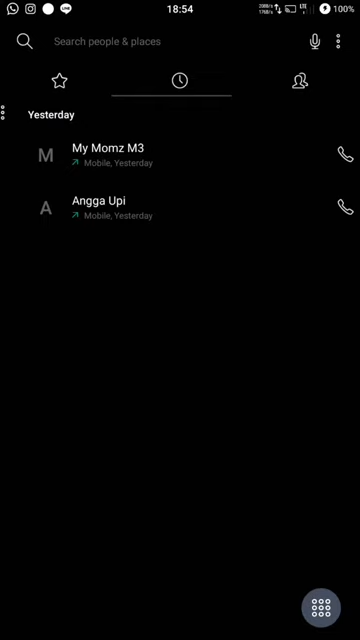 18:54
100%
Search people & places
Yesterday
M
My Momz M3
Mobile, Yesterday
A
Angga Upi
Mobile, Yesterday